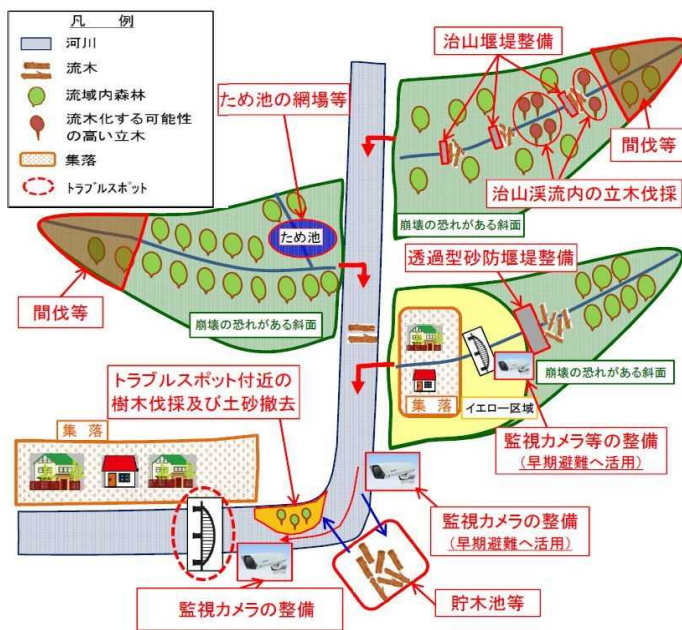 凡 例
河川
流木
流域内森林
流木化する可能性
の高い立木
集落
トラブルスポット
治山堰堤整備
ため池の網場等
間伐等
治山渓流内の立木伐採
崩壊の恐れがある斜面
ため池
透過型砂防堰堤整備
間伐等
崩壊の恐れがある斜面
崩壊の恐れがある斜面
集 落
イエロー区域
トラブルスポット付近の
樹木伐採及び土砂撤去
監視カメラ等の整備
(早期避難へ活用)
集 落
監視カメラの整備
(早期避難へ活用)
監視カメラの整備
貯木池等